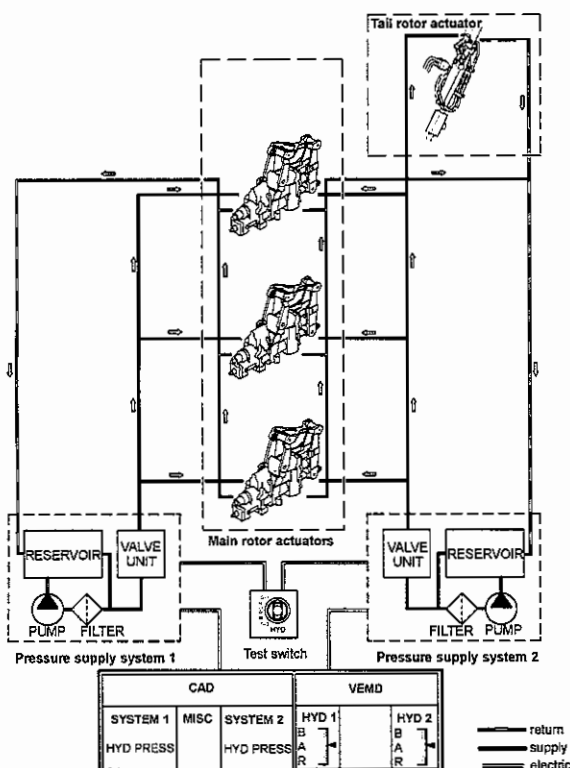 Tail rotor actuator
Main rotor actuators
RESERVOIR
VALVE
UNIT
PUMP
FILTER
Pressure supply system 1
HYD
Test switch
VALVE
UNIT
RESERVOIR
FILTER
PUMP
Pressure supply system 2
CAD
VEMD
SYSTEM 1
MISC
SYSTEM 2
HYD 1
HYD 2
HYD PRESS
HYD PRESS
B
A
R
B
A
R
return
supply
electric